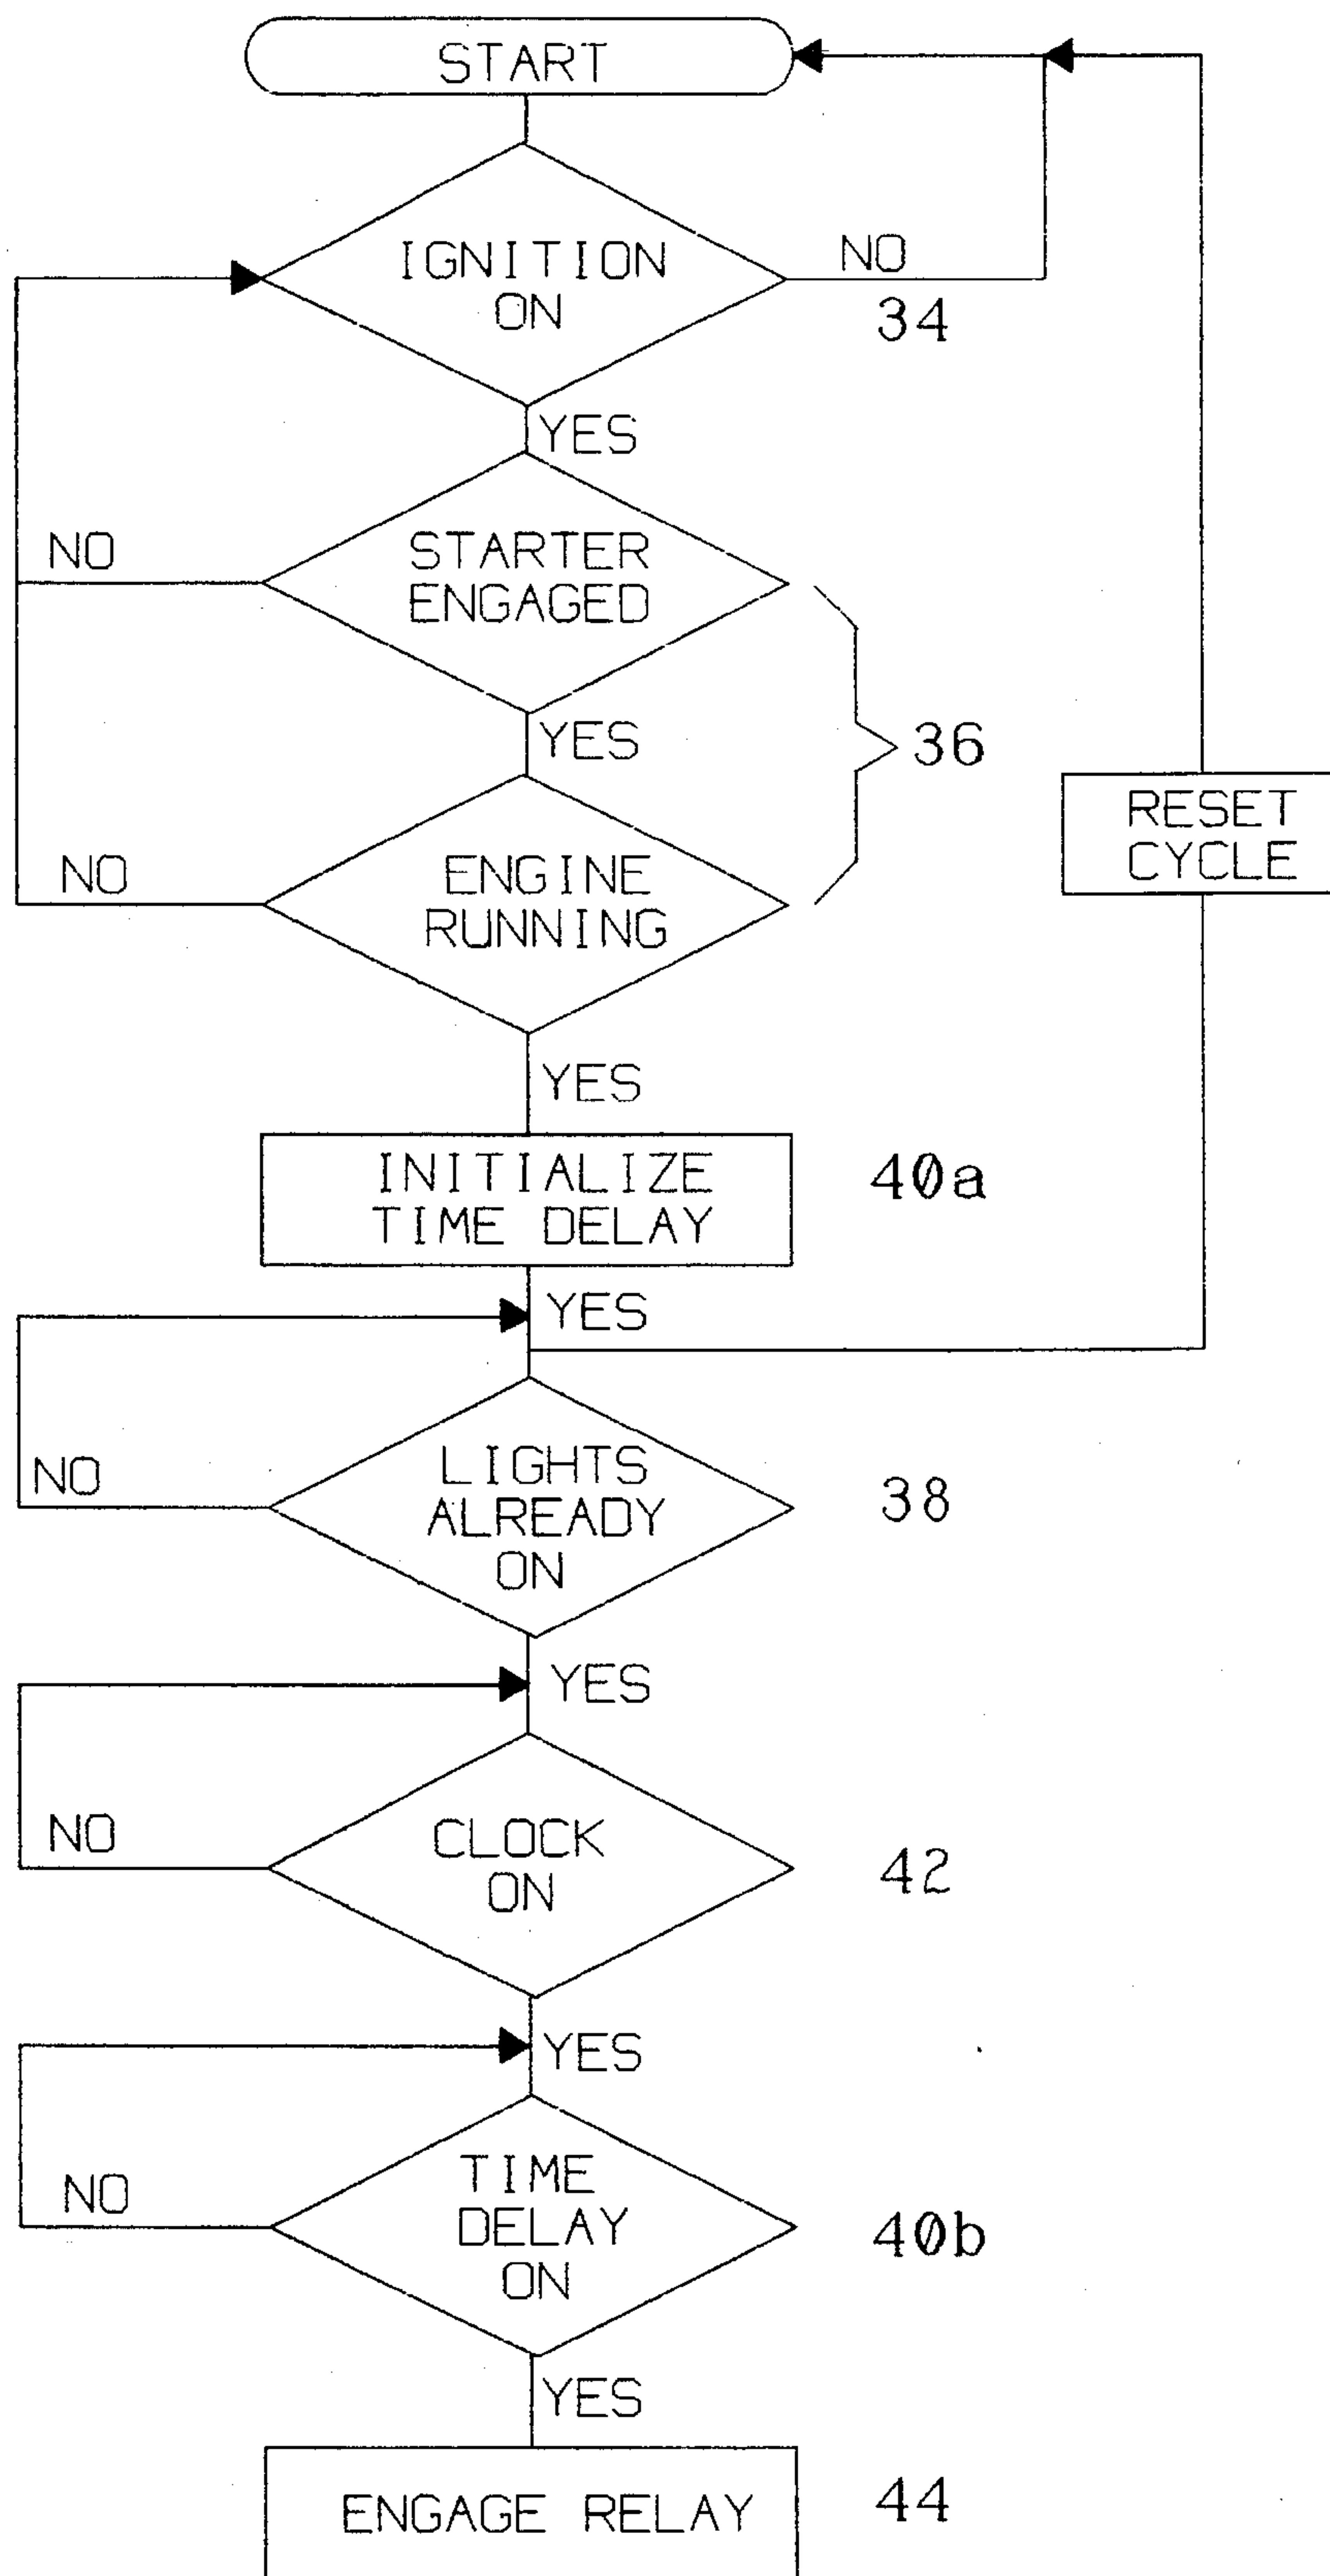 START
IGNITION
ON
NO
34
YES
STARTER
ENGAGED
NO
YES
36
ENGINE
RUNNING
NO
RESET
CYCLE
YES
INITIALIZE
TIME DELAY
40a
YES
LIGHTS
ALREADY
ON
NO
38
YES
CLOCK
ON
NO
42
YES
TIME
DELAY
ON
NO
40b
YES
ENGAGE RELAY
44